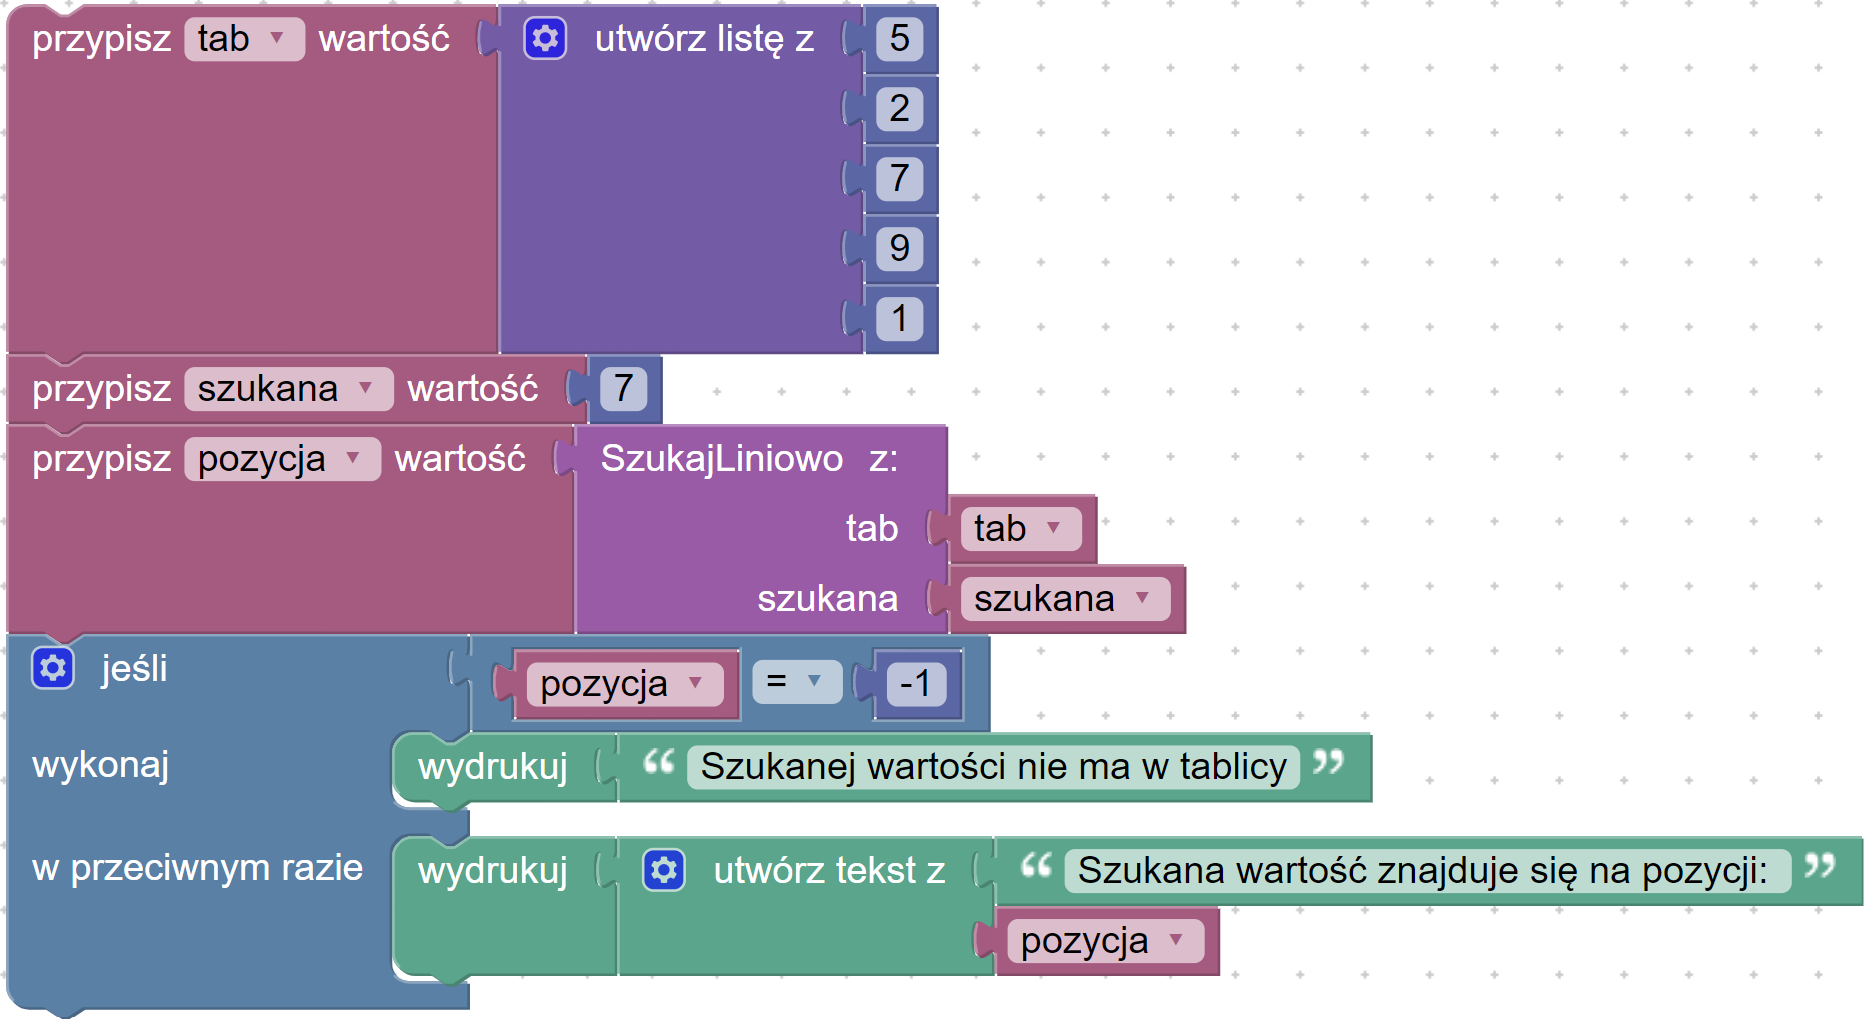 przypisz tab wartość utwórz listę z 5
2
7
9
1
przypisz szukana wartość 7
przypisz pozycja wartość SzukajLiniowo z:
tab tab
szukana szukana
jeśli pozycja = -1
wykonaj wydrukuj “ Szukanej wartości nie ma w tablicy ”
w przeciwnym razie wydrukuj utwórz tekst z “ Szukana wartość znajduje się na pozycji: ”
pozycja